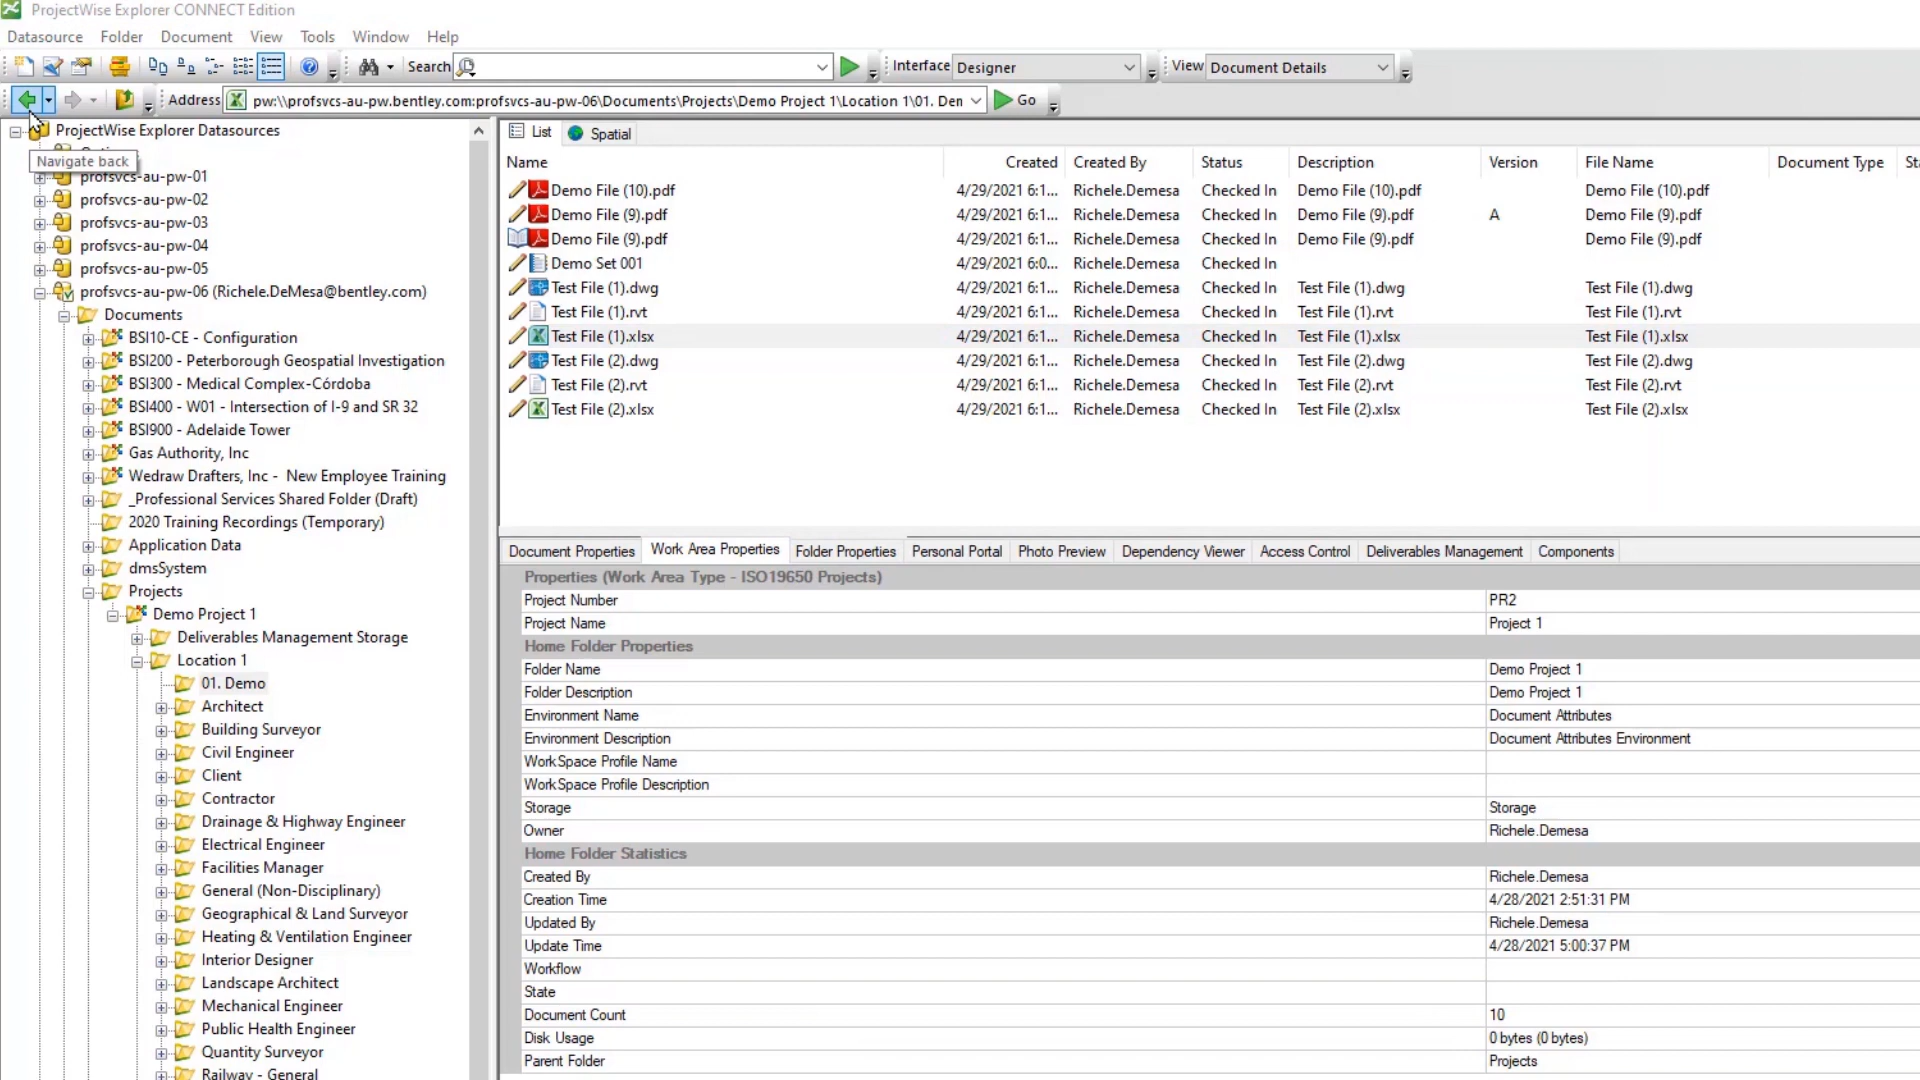 ProjectWise Explorer CONNECT Edition
Datasource Folder Document View Tools Window Help
Search Interface Designer View Document Details
Address pw:\\profsvcs-au-pw.bentley.com:profsvcs-au-pw-06\Documents\Projects\Demo Project 1\Location 1\01. Den Go
ProjectWise Explorer Datasources
Navigate back
profsvcs-au-pw-01
profsvcs-au-pw-02
profsvcs-au-pw-03
profsvcs-au-pw-04
profsvcs-au-pw-05
profsvcs-au-pw-06 (Richele.DeMesa@bentley.com)
Documents
BSI10-CE - Configuration
BSI200 - Peterborough Geospatial Investigation
BSI300 - Medical Complex-Córdoba
BSI400 - W01 - Intersection of I-9 and SR 32
BSI900 - Adelaide Tower
Gas Authority, Inc
Wedraw Drafters, Inc - New Employee Training
_Professional Services Shared Folder (Draft)
2020 Training Recordings (Temporary)
Application Data
dmsSystem
Projects
Demo Project 1
Deliverables Management Storage
Location 1
01. Demo
Architect
Building Surveyor
Civil Engineer
Client
Contractor
Drainage & Highway Engineer
Electrical Engineer
Facilities Manager
General (Non-Disciplinary)
Geographical & Land Surveyor
Heating & Ventilation Engineer
Interior Designer
Landscape Architect
Mechanical Engineer
Public Health Engineer
Quantity Surveyor
Railway - General
List Spatial
Name Created Created By Status Description Version File Name Document Type Sta
Demo File (10).pdf 4/29/2021 6:1... Richele.Demesa Checked In Demo File (10).pdf Demo File (10).pdf
Demo File (9).pdf 4/29/2021 6:1... Richele.Demesa Checked In Demo File (9).pdf A Demo File (9).pdf
Demo File (9).pdf 4/29/2021 6:1... Richele.Demesa Checked In Demo File (9).pdf Demo File (9).pdf
Demo Set 001 4/29/2021 6:0... Richele.Demesa Checked In
Test File (1).dwg 4/29/2021 6:1... Richele.Demesa Checked In Test File (1).dwg Test File (1).dwg
Test File (1).rvt 4/29/2021 6:1... Richele.Demesa Checked In Test File (1).rvt Test File (1).rvt
Test File (1).xlsx 4/29/2021 6:1... Richele.Demesa Checked In Test File (1).xlsx Test File (1).xlsx
Test File (2).dwg 4/29/2021 6:1... Richele.Demesa Checked In Test File (2).dwg Test File (2).dwg
Test File (2).rvt 4/29/2021 6:1... Richele.Demesa Checked In Test File (2).rvt Test File (2).rvt
Test File (2).xlsx 4/29/2021 6:1... Richele.Demesa Checked In Test File (2).xlsx Test File (2).xlsx
Document Properties Work Area Properties Folder Properties Personal Portal Photo Preview Dependency Viewer Access Control Deliverables Management Components
Properties (Work Area Type - ISO19650 Projects)
Project Number PR2
Project Name Project 1
Home Folder Properties
Folder Name Demo Project 1
Folder Description Demo Project 1
Environment Name Document Attributes
Environment Description Document Attributes Environment
WorkSpace Profile Name
WorkSpace Profile Description
Storage Storage
Owner Richele.Demesa
Home Folder Statistics
Created By Richele.Demesa
Creation Time 4/28/2021 2:51:31 PM
Updated By Richele.Demesa
Update Time 4/28/2021 5:00:37 PM
Workflow
State
Document Count 10
Disk Usage 0 bytes (0 bytes)
Parent Folder Projects